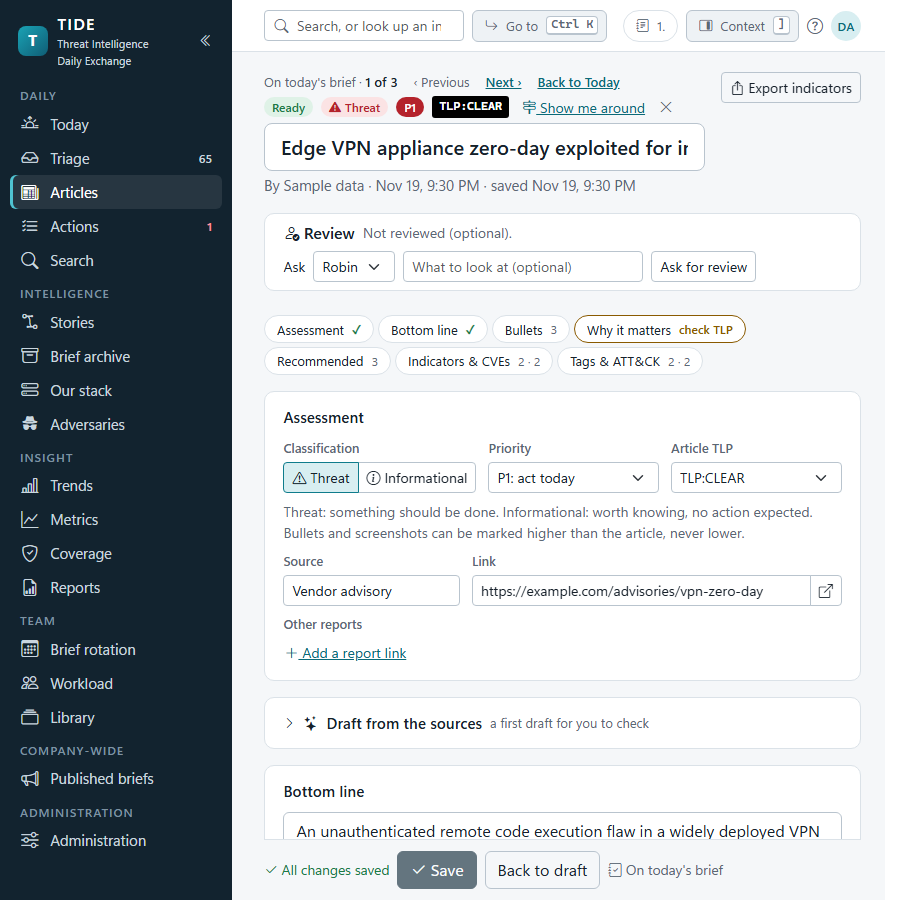 T
TIDE
Threat Intelligence
Daily Exchange
DAILY
Today
Triage 65
Articles
Actions 1
Search
INTELLIGENCE
Stories
Brief archive
Our stack
Adversaries
INSIGHT
Trends
Metrics
Coverage
Reports
TEAM
Brief rotation
Workload
Library
COMPANY-WIDE
Published briefs
ADMINISTRATION
Administration
Search, or look up an in
Go to Ctrl K
1.
Context ]
?
DA
On today's brief · 1 of 3 ‹ Previous Next › Back to Today
Export indicators
Ready Threat P1 TLP:CLEAR Show me around
Edge VPN appliance zero-day exploited for ir
By Sample data · Nov 19, 9:30 PM · saved Nov 19, 9:30 PM
Review Not reviewed (optional).
Ask Robin What to look at (optional) Ask for review
Assessment ✓ Bottom line ✓ Bullets 3 Why it matters check TLP
Recommended 3 Indicators & CVEs 2 · 2 Tags & ATT&CK 2 · 2
Assessment
Classification Priority Article TLP
Threat Informational P1: act today TLP:CLEAR
Threat: something should be done. Informational: worth knowing, no action expected.
Bullets and screenshots can be marked higher than the article, never lower.
Source Link
Vendor advisory https://example.com/advisories/vpn-zero-day
Other reports
+ Add a report link
Draft from the sources a first draft for you to check
Bottom line
An unauthenticated remote code execution flaw in a widely deployed VPN
✓ All changes saved ✓ Save Back to draft On today's brief